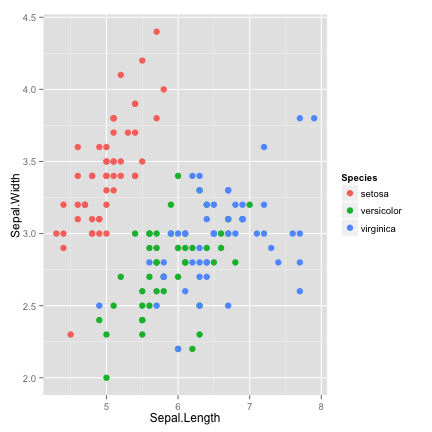 4.5
4.0
3.5
3.0
2.5
2.0
Sepal.Width
5 6 7 8
Sepal.Length
Species
setosa
versicolor
virginica